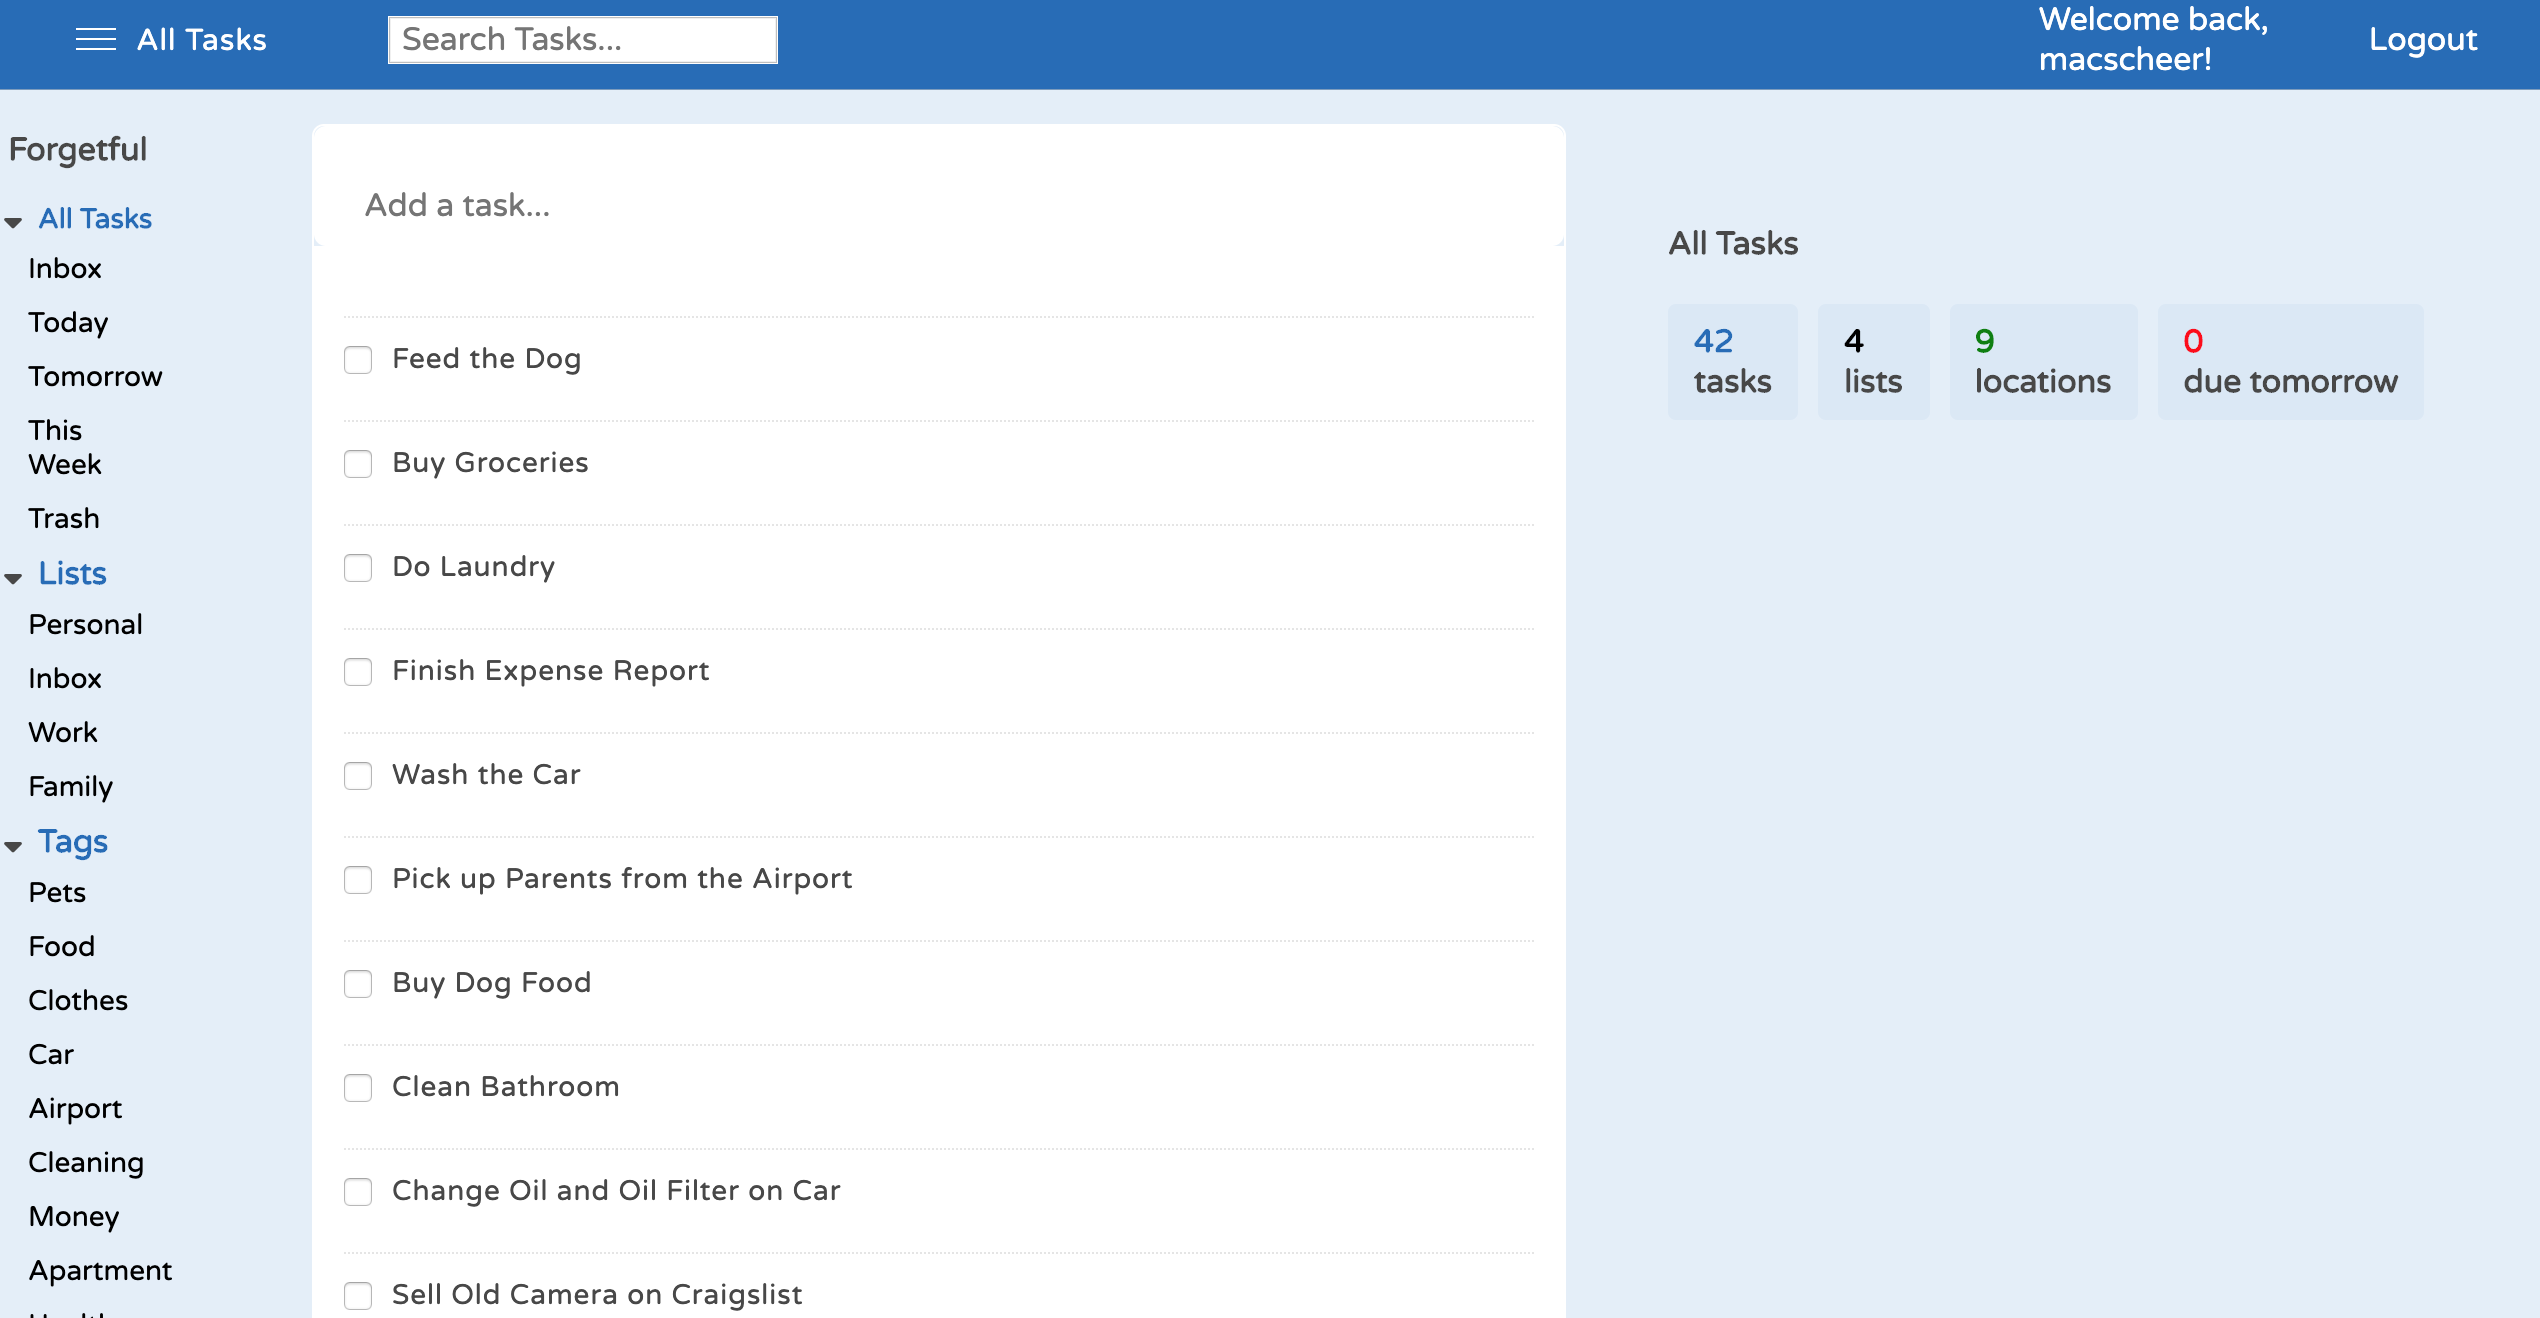 All Tasks
Search Tasks...
Welcome back,
macscheer!
Logout
Forgetful
All Tasks
Inbox
Today
Tomorrow
This
Week
Trash
Lists
Personal
Inbox
Work
Family
Tags
Pets
Food
Clothes
Car
Airport
Cleaning
Money
Apartment
Add a task...
Feed the Dog
Buy Groceries
Do Laundry
Finish Expense Report
Wash the Car
Pick up Parents from the Airport
Buy Dog Food
Clean Bathroom
Change Oil and Oil Filter on Car
Sell Old Camera on Craigslist
All Tasks
42
tasks
4
lists
9
locations
0
due tomorrow